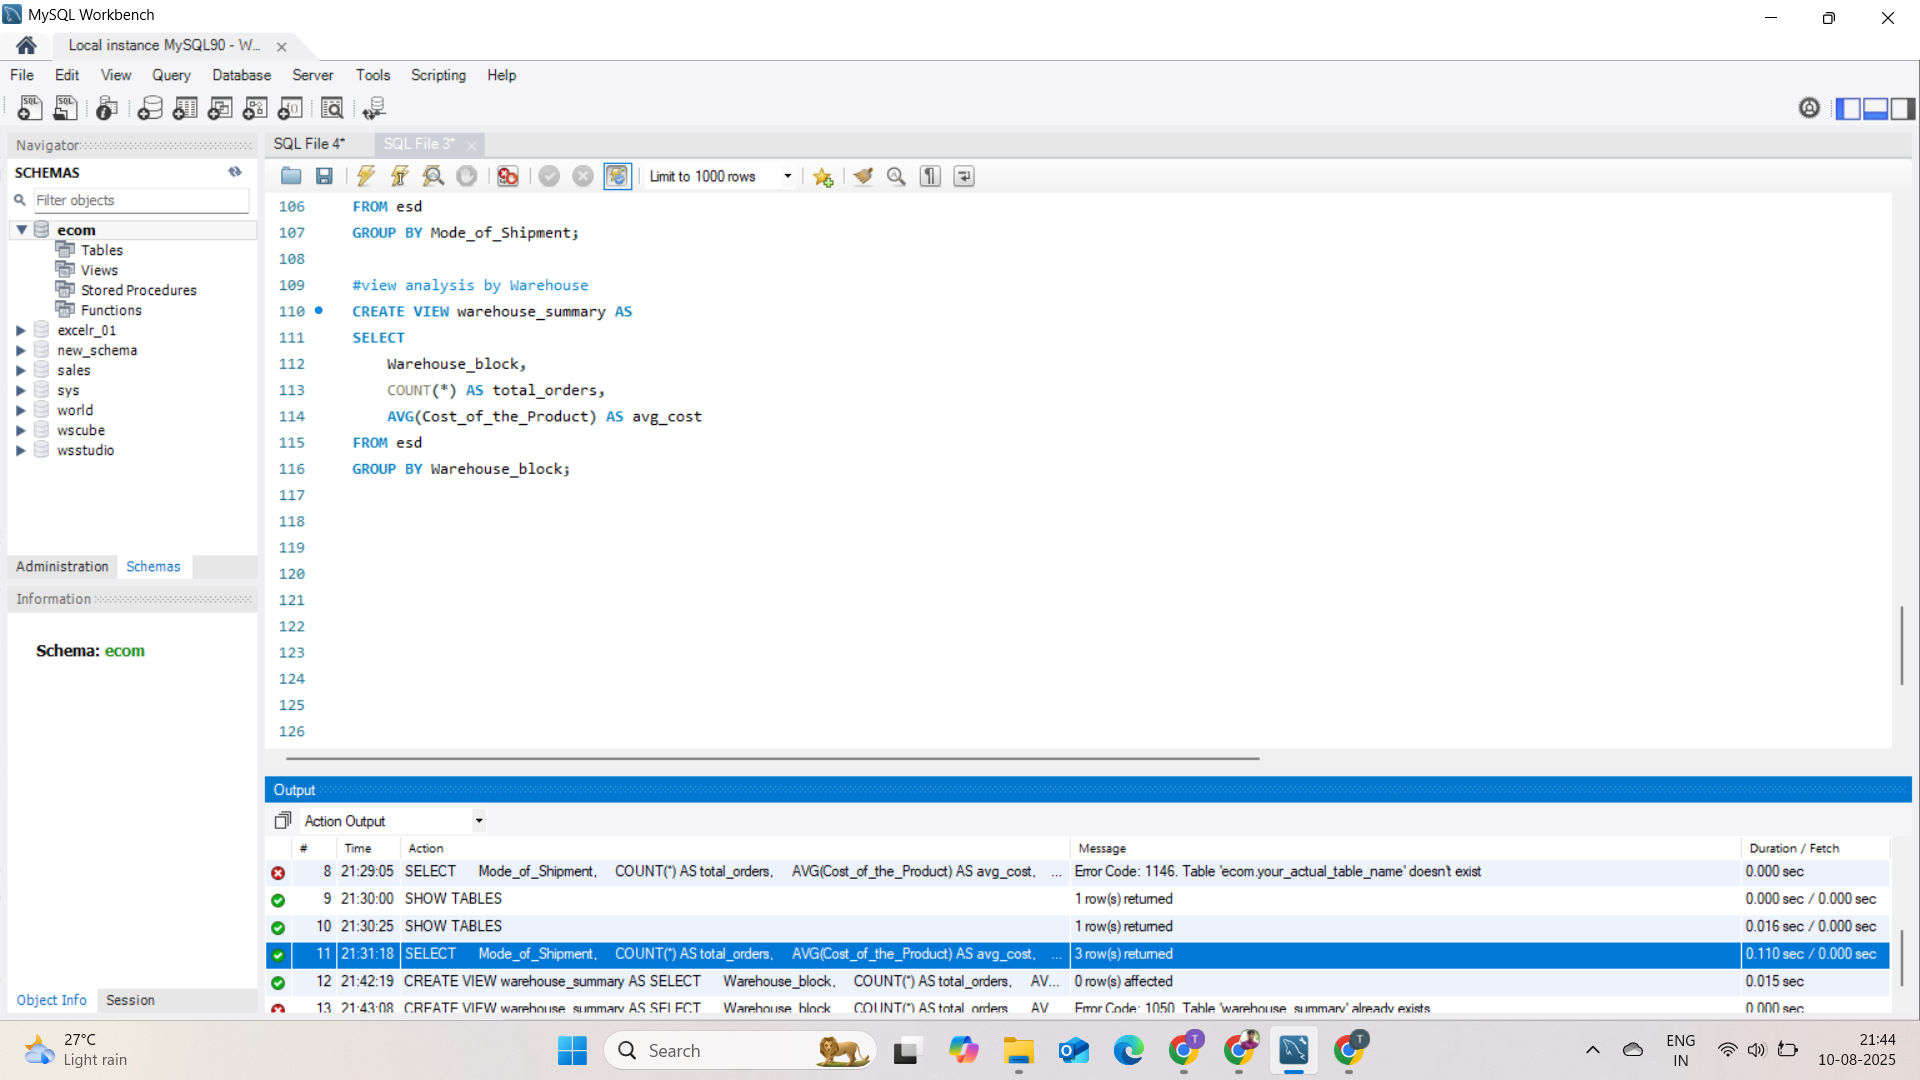 MySQL Workbench
Local instance MySQL90 - W...
File Edit View Query Database Server Tools Scripting Help
Navigator
SCHEMAS
Filter objects
ecom
Tables
Views
Stored Procedures
Functions
excelr_01
new_schema
sales
sys
world
wscube
wsstudio
Administration Schemas
Information
Schema: ecom
Object Info Session
SQL File 4* SQL File 3*
Limit to 1000 rows
106 FROM esd
107 GROUP BY Mode_of_Shipment;
108
109 #view analysis by Warehouse
110 CREATE VIEW warehouse_summary AS
111 SELECT
112 Warehouse_block,
113 COUNT(*) AS total_orders,
114 AVG(Cost_of_the_Product) AS avg_cost
115 FROM esd
116 GROUP BY Warehouse_block;
117
118
119
120
121
122
123
124
125
126
Output
Action Output
# Time Action Message Duration / Fetch
8 21:29:05 SELECT Mode_of_Shipment, COUNT(*) AS total_orders, AVG(Cost_of_the_Product) AS avg_cost, ... Error Code: 1146. Table 'ecom.your_actual_table_name' doesn't exist 0.000 sec
9 21:30:00 SHOW TABLES 1 row(s) returned 0.000 sec / 0.000 sec
10 21:30:25 SHOW TABLES 1 row(s) returned 0.016 sec / 0.000 sec
11 21:31:18 SELECT Mode_of_Shipment, COUNT(*) AS total_orders, AVG(Cost_of_the_Product) AS avg_cost, ... 3 row(s) returned 0.110 sec / 0.000 sec
12 21:42:19 CREATE VIEW warehouse_summary AS SELECT Warehouse_block, COUNT(*) AS total_orders, AV... 0 row(s) affected 0.015 sec
13 21:43:08 CREATE VIEW warehouse_summary AS SELECT Warehouse_block, COUNT(*) AS total_orders, AV... Error Code: 1050. Table 'warehouse_summary' already exists 0.000 sec
27°C
Light rain
Search
ENG
IN
21:44
10-08-2025